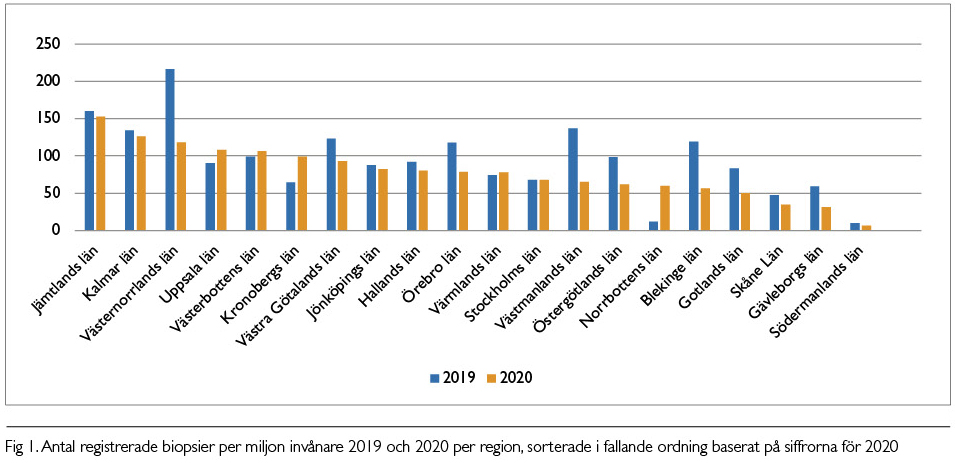 250
200
150
100
50
0
Jämtlands län
Kalmar län
Västernorrlands län
Uppsala län
Västerbottens län
Kronobergs län
Västra Götalands län
Jönköpings län
Hallands län
Örebro län
Värmlands län
Stockholms län
Västmanlands län
Östergötlands län
Norrbottens län
Blekinge län
Gotlands län
Skåne Län
Gävleborgs län
Södermanlands län
2019 2020
Fig 1. Antal registrerade biopsier per miljon invånare 2019 och 2020 per region, sorterade i fallande ordning baserat på siffrorna för 2020